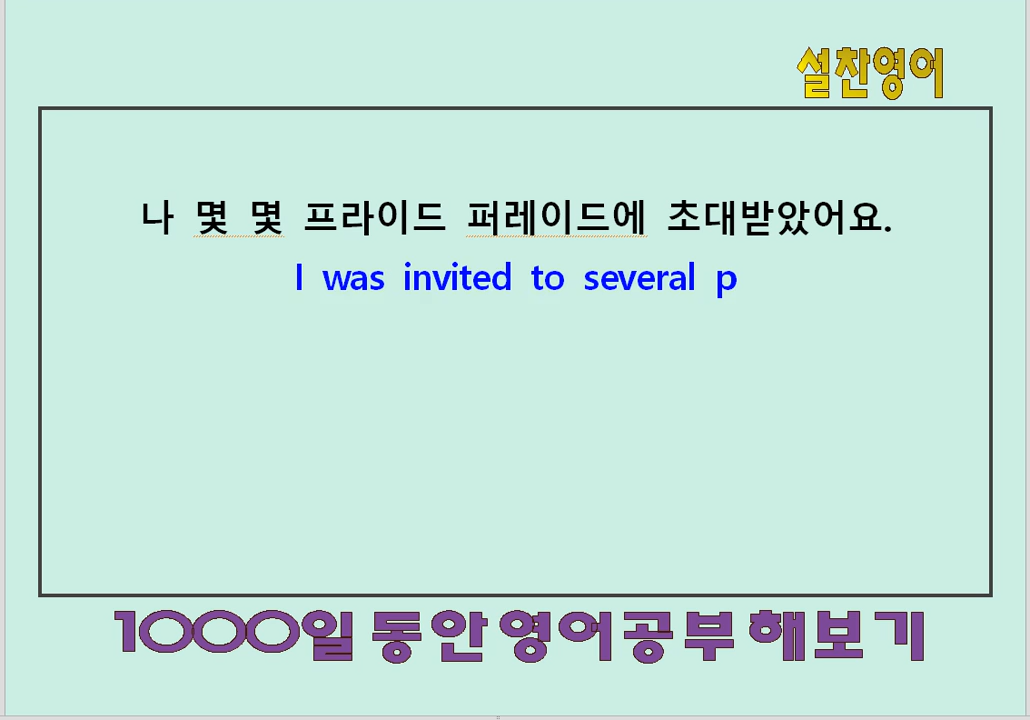 설찬영어
나 몇 몇 프라이드 퍼레이드에 초대받았어요.
I was invited to several p
1000일 동안 영어공부 해보기